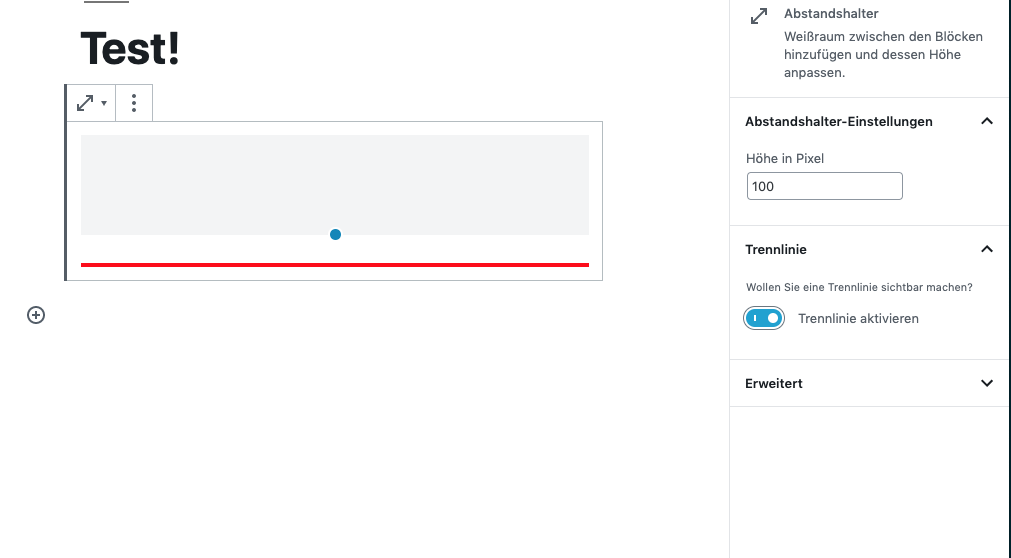 Test!
Abstandshalter
Weißraum zwischen den Blöcken
hinzufügen und dessen Höhe
anpassen.
Abstandshalter-Einstellungen
Höhe in Pixel
100
Trennlinie
Wollen Sie eine Trennlinie sichtbar machen?
Trennlinie aktivieren
Erweitert